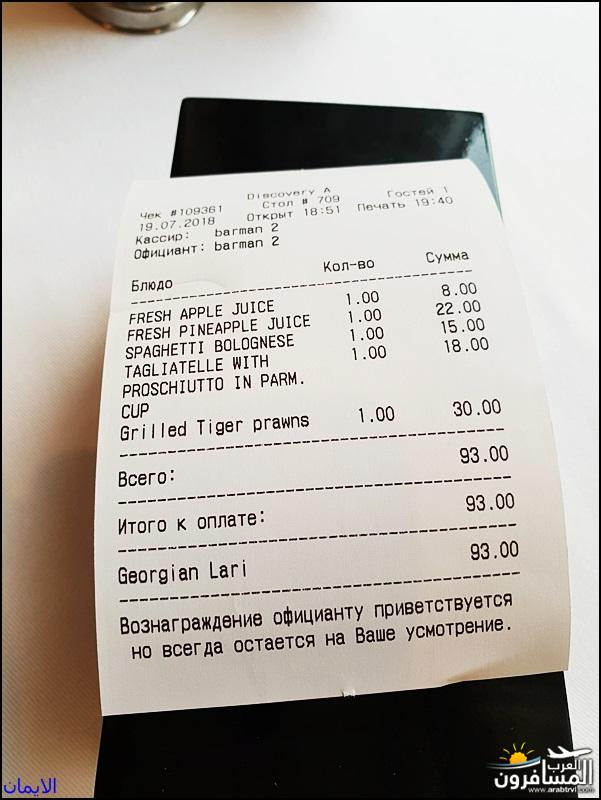 Discovery A
Чек #109361 Стол # 709 Гостей 1
19.07.2018 Открыт 18:51 Печать 19:40
Кассир: barman 2
Официант: barman 2
Блюдо Кол-во Сумма
FRESH APPLE JUICE 1.00 8.00
FRESH PINEAPPLE JUICE 1.00 22.00
SPAGHETTI BOLOGNESE 1.00 15.00
TAGLIATELLE WITH 1.00 18.00
PROSCHIUTTO IN PARM.
CUP
Grilled Tiger prawns 1.00 30.00
Всего: 93.00
Итого к оплате: 93.00
Georgian Lari 93.00
Вознаграждение официанту приветствуется
но всегда остается на Ваше усмотрение.
الايمان
العرب
المسافرون
www.arabtrvl.com